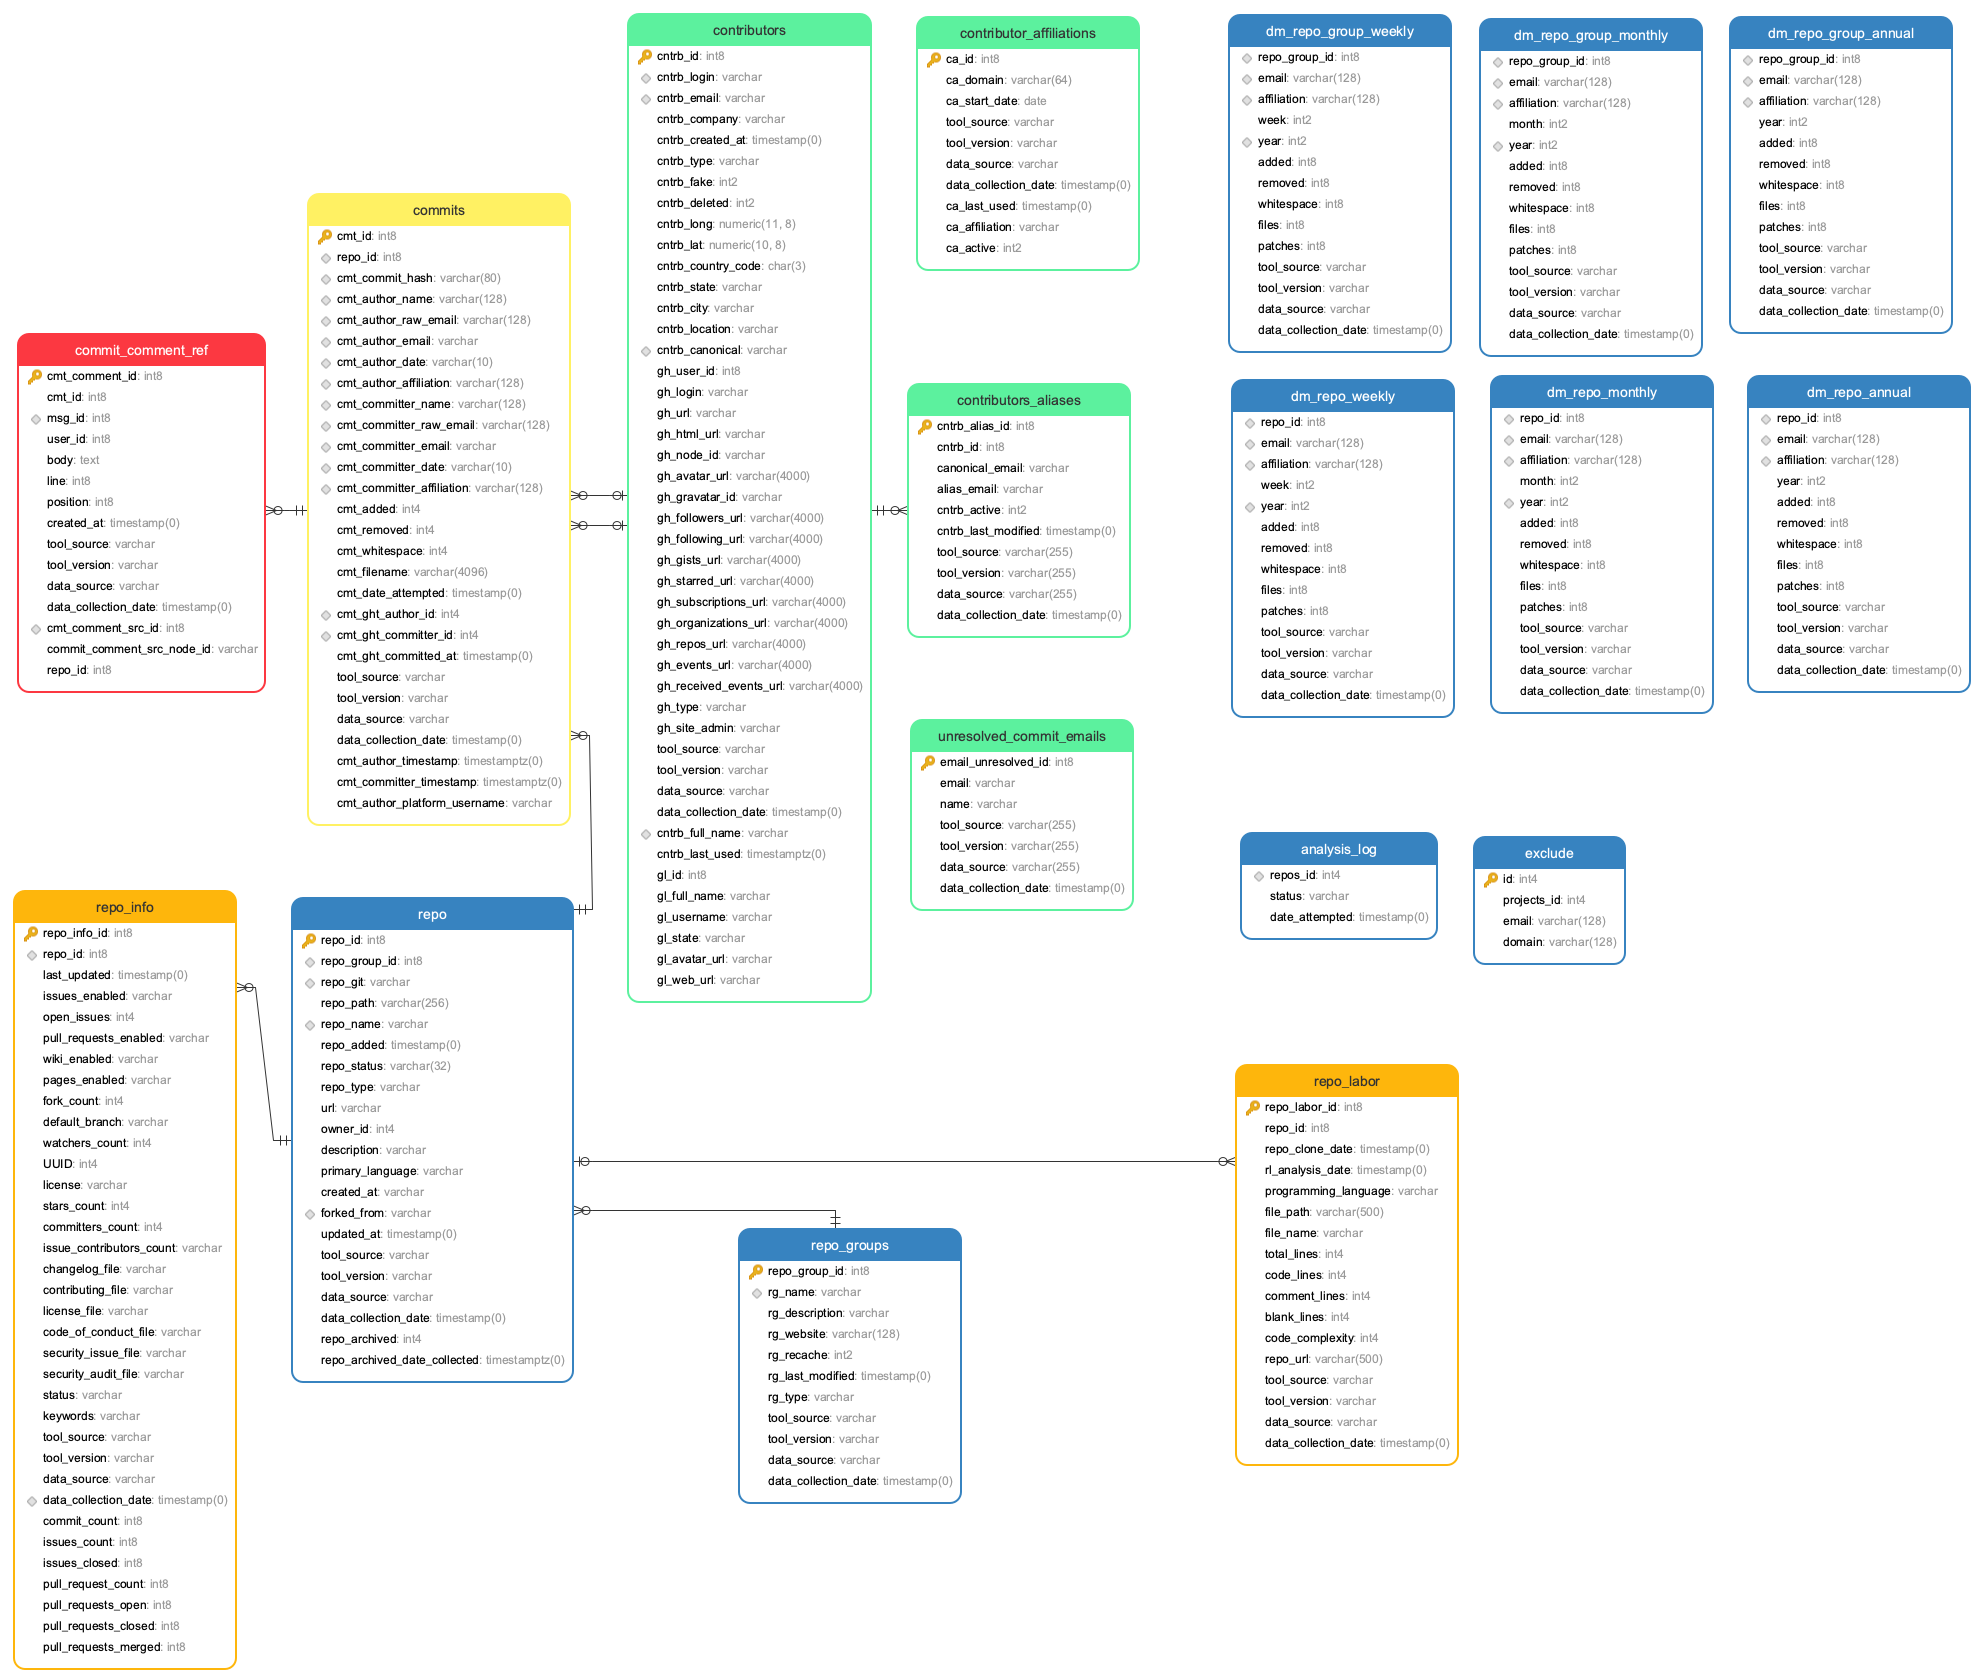 contributors
cntrb_id: int8
cntrb_login: varchar
cntrb_email: varchar
cntrb_company: varchar
cntrb_created_at: timestamp(0)
cntrb_type: varchar
cntrb_fake: int2
cntrb_deleted: int2
cntrb_long: numeric(11, 8)
cntrb_lat: numeric(10, 8)
cntrb_country_code: char(3)
cntrb_state: varchar
cntrb_city: varchar
cntrb_location: varchar
cntrb_canonical: varchar
gh_user_id: int8
gh_login: varchar
gh_url: varchar
gh_html_url: varchar
gh_node_id: varchar
gh_avatar_url: varchar(4000)
gh_gravatar_id: varchar
gh_followers_url: varchar(4000)
gh_following_url: varchar(4000)
gh_gists_url: varchar(4000)
gh_starred_url: varchar(4000)
gh_subscriptions_url: varchar(4000)
gh_organizations_url: varchar(4000)
gh_repos_url: varchar(4000)
gh_events_url: varchar(4000)
gh_received_events_url: varchar(4000)
gh_type: varchar
gh_site_admin: varchar
tool_source: varchar
tool_version: varchar
data_source: varchar
data_collection_date: timestamp(0)
cntrb_full_name: varchar
cntrb_last_used: timestamptz(0)
gl_id: int8
gl_full_name: varchar
gl_username: varchar
gl_state: varchar
gl_avatar_url: varchar
gl_web_url: varchar
contributor_affiliations
ca_id: int8
ca_domain: varchar(64)
ca_start_date: date
tool_source: varchar
tool_version: varchar
data_source: varchar
data_collection_date: timestamp(0)
ca_last_used: timestamp(0)
ca_affiliation: varchar
ca_active: int2
dm_repo_group_weekly
repo_group_id: int8
email: varchar(128)
affiliation: varchar(128)
week: int2
year: int2
added: int8
removed: int8
whitespace: int8
files: int8
patches: int8
tool_source: varchar
tool_version: varchar
data_source: varchar
data_collection_date: timestamp(0)
dm_repo_group_monthly
repo_group_id: int8
email: varchar(128)
affiliation: varchar(128)
month: int2
year: int2
added: int8
removed: int8
whitespace: int8
files: int8
patches: int8
tool_source: varchar
tool_version: varchar
data_source: varchar
data_collection_date: timestamp(0)
dm_repo_group_annual
repo_group_id: int8
email: varchar(128)
affiliation: varchar(128)
year: int2
added: int8
removed: int8
whitespace: int8
files: int8
patches: int8
tool_source: varchar
tool_version: varchar
data_source: varchar
data_collection_date: timestamp(0)
commits
cmt_id: int8
repo_id: int8
cmt_commit_hash: varchar(80)
cmt_author_name: varchar(128)
cmt_author_raw_email: varchar(128)
cmt_author_email: varchar
cmt_author_date: varchar(10)
cmt_author_affiliation: varchar(128)
cmt_committer_name: varchar(128)
cmt_committer_raw_email: varchar(128)
cmt_committer_email: varchar
cmt_committer_date: varchar(10)
cmt_committer_affiliation: varchar(128)
cmt_added: int4
cmt_removed: int4
cmt_whitespace: int4
cmt_filename: varchar(4096)
cmt_date_attempted: timestamp(0)
cmt_ght_author_id: int4
cmt_ght_committer_id: int4
cmt_ght_committed_at: timestamp(0)
tool_source: varchar
tool_version: varchar
data_source: varchar
data_collection_date: timestamp(0)
cmt_author_timestamp: timestamptz(0)
cmt_committer_timestamp: timestamptz(0)
cmt_author_platform_username: varchar
commit_comment_ref
cmt_comment_id: int8
cmt_id: int8
msg_id: int8
user_id: int8
body: text
line: int8
position: int8
created_at: timestamp(0)
tool_source: varchar
tool_version: varchar
data_source: varchar
data_collection_date: timestamp(0)
cmt_comment_src_id: int8
commit_comment_src_node_id: varchar
repo_id: int8
contributors_aliases
cntrb_alias_id: int8
cntrb_id: int8
canonical_email: varchar
alias_email: varchar
cntrb_active: int2
cntrb_last_modified: timestamp(0)
tool_source: varchar(255)
tool_version: varchar(255)
data_source: varchar(255)
data_collection_date: timestamp(0)
dm_repo_weekly
repo_id: int8
email: varchar(128)
affiliation: varchar(128)
week: int2
year: int2
added: int8
removed: int8
whitespace: int8
files: int8
patches: int8
tool_source: varchar
tool_version: varchar
data_source: varchar
data_collection_date: timestamp(0)
dm_repo_monthly
repo_id: int8
email: varchar(128)
affiliation: varchar(128)
month: int2
year: int2
added: int8
removed: int8
whitespace: int8
files: int8
patches: int8
tool_source: varchar
tool_version: varchar
data_source: varchar
data_collection_date: timestamp(0)
dm_repo_annual
repo_id: int8
email: varchar(128)
affiliation: varchar(128)
year: int2
added: int8
removed: int8
whitespace: int8
files: int8
patches: int8
tool_source: varchar
tool_version: varchar
data_source: varchar
data_collection_date: timestamp(0)
unresolved_commit_emails
email_unresolved_id: int8
email: varchar
name: varchar
tool_source: varchar(255)
tool_version: varchar(255)
data_source: varchar(255)
data_collection_date: timestamp(0)
analysis_log
repos_id: int4
status: varchar
date_attempted: timestamp(0)
exclude
id: int4
projects_id: int4
email: varchar(128)
domain: varchar(128)
repo_info
repo_info_id: int8
repo_id: int8
last_updated: timestamp(0)
issues_enabled: varchar
open_issues: int4
pull_requests_enabled: varchar
wiki_enabled: varchar
pages_enabled: varchar
fork_count: int4
default_branch: varchar
watchers_count: int4
UUID: int4
license: varchar
stars_count: int4
committers_count: int4
issue_contributors_count: varchar
changelog_file: varchar
contributing_file: varchar
license_file: varchar
code_of_conduct_file: varchar
security_issue_file: varchar
security_audit_file: varchar
status: varchar
keywords: varchar
tool_source: varchar
tool_version: varchar
data_source: varchar
data_collection_date: timestamp(0)
commit_count: int8
issues_count: int8
issues_closed: int8
pull_request_count: int8
pull_requests_open: int8
pull_requests_closed: int8
pull_requests_merged: int8
repo
repo_id: int8
repo_group_id: int8
repo_git: varchar
repo_path: varchar(256)
repo_name: varchar
repo_added: timestamp(0)
repo_status: varchar(32)
repo_type: varchar
url: varchar
owner_id: int4
description: varchar
primary_language: varchar
created_at: varchar
forked_from: varchar
updated_at: timestamp(0)
tool_source: varchar
tool_version: varchar
data_source: varchar
data_collection_date: timestamp(0)
repo_archived: int4
repo_archived_date_collected: timestamptz(0)
repo_groups
repo_group_id: int8
rg_name: varchar
rg_description: varchar
rg_website: varchar(128)
rg_recache: int2
rg_last_modified: timestamp(0)
rg_type: varchar
tool_source: varchar
tool_version: varchar
data_source: varchar
data_collection_date: timestamp(0)
repo_labor
repo_labor_id: int8
repo_id: int8
repo_clone_date: timestamp(0)
rl_analysis_date: timestamp(0)
programming_language: varchar
file_path: varchar(500)
file_name: varchar
total_lines: int4
code_lines: int4
comment_lines: int4
blank_lines: int4
code_complexity: int4
repo_url: varchar(500)
tool_source: varchar
tool_version: varchar
data_source: varchar
data_collection_date: timestamp(0)